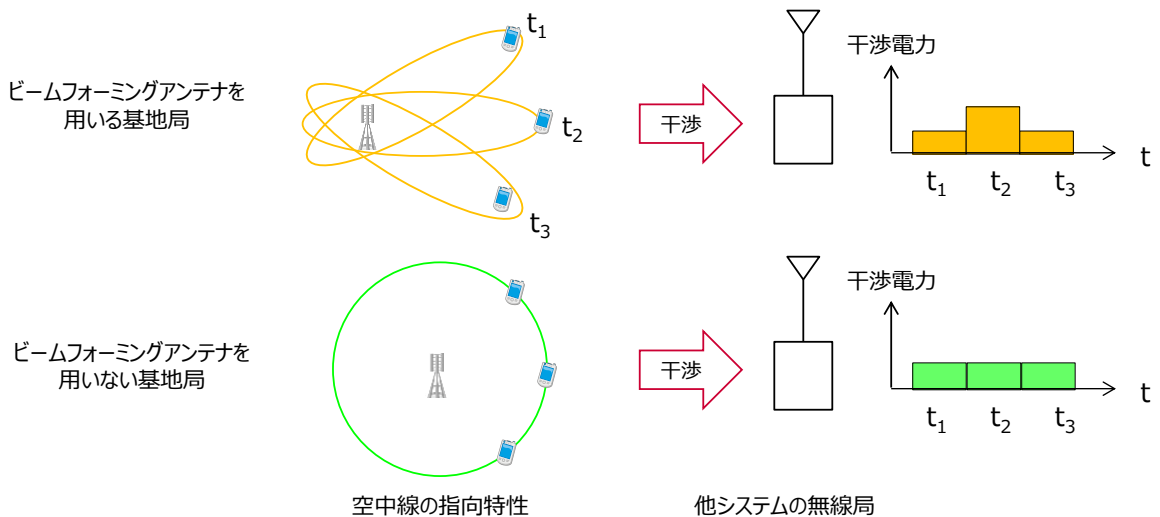 t1
干渉電力
ビームフォーミングアンテナを
用いる基地局
t2
干渉
t
t1 t2 t3
t3
干渉電力
ビームフォーミングアンテナを
用いない基地局
干渉
t
t1 t2 t3
空中線の指向特性
他システムの無線局